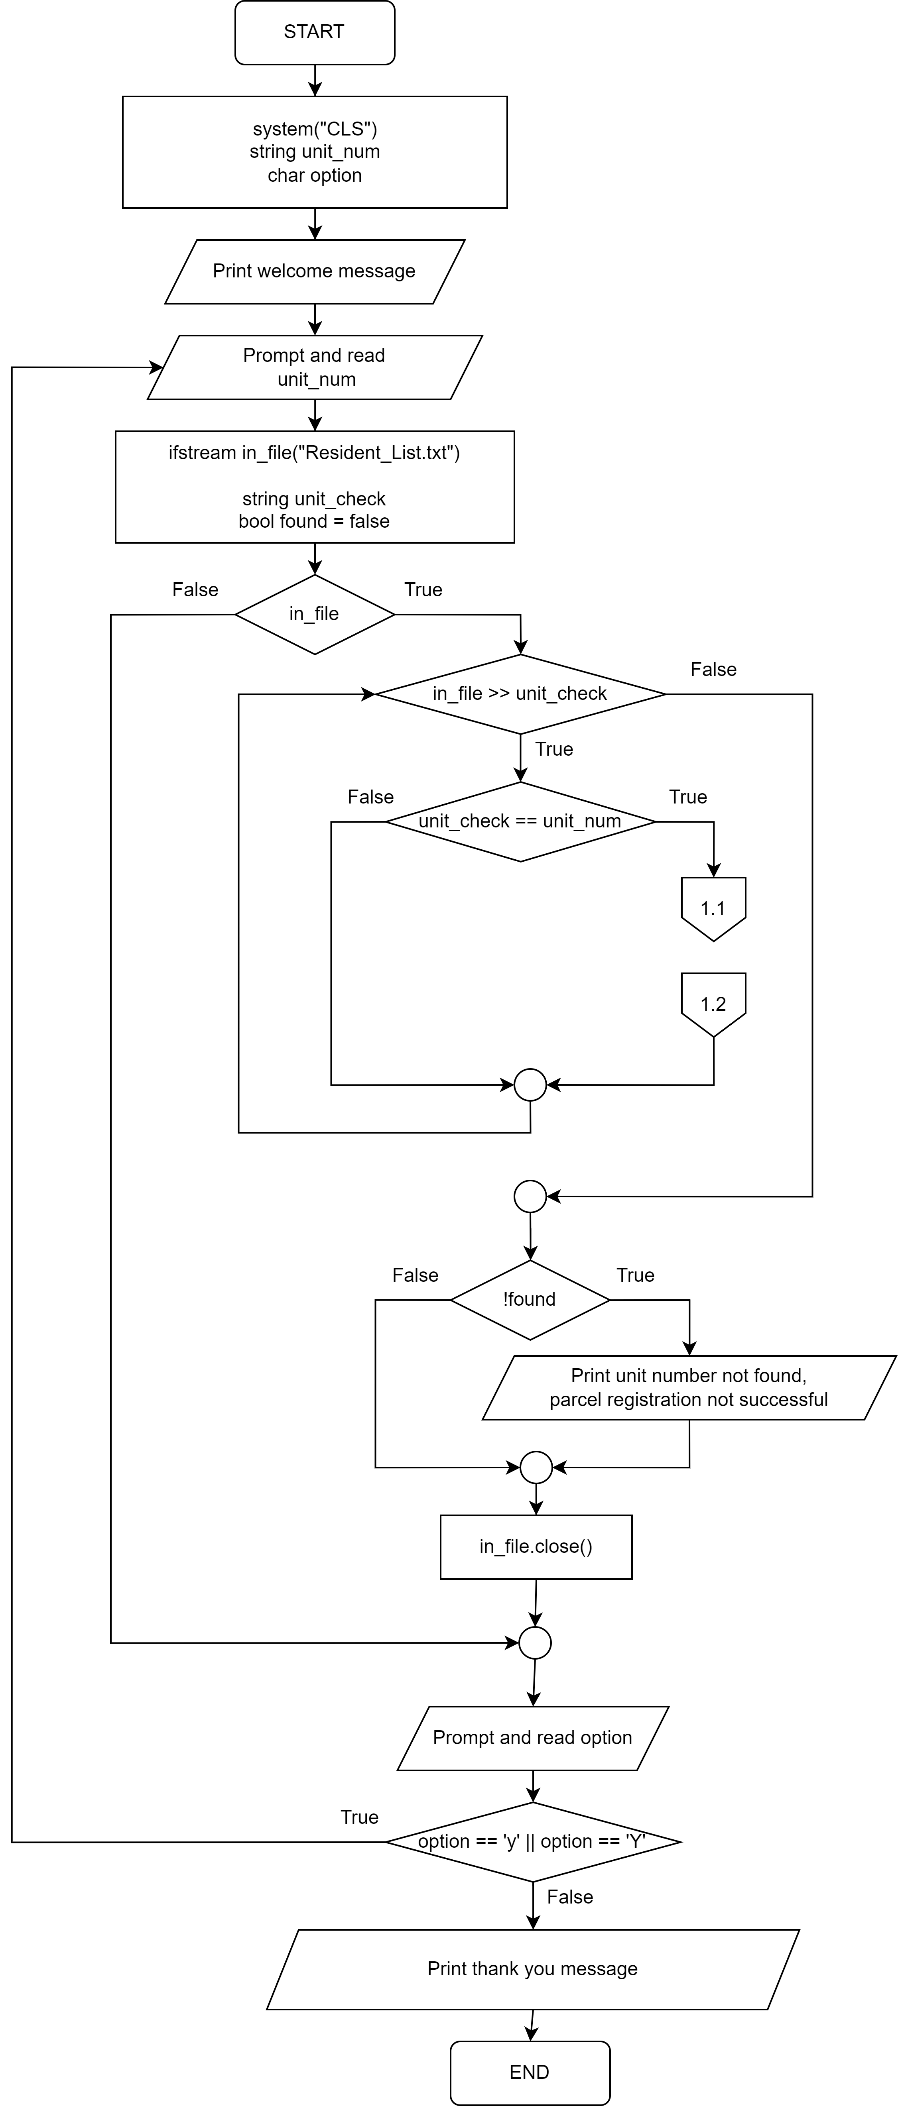 START
system("CLS")
string unit_num
char option
Print welcome message
Prompt and read
unit_num
ifstream in_file("Resident_List.txt")
string unit_check
bool found = false
False
True
in_file
False
in_file >> unit_check
True
False
True
unit_check == unit_num
1.1
1.2
False
True
!found
Print unit number not found,
parcel registration not successful
in_file.close()
Prompt and read option
True
option == 'y' || option == 'Y'
False
Print thank you message
END